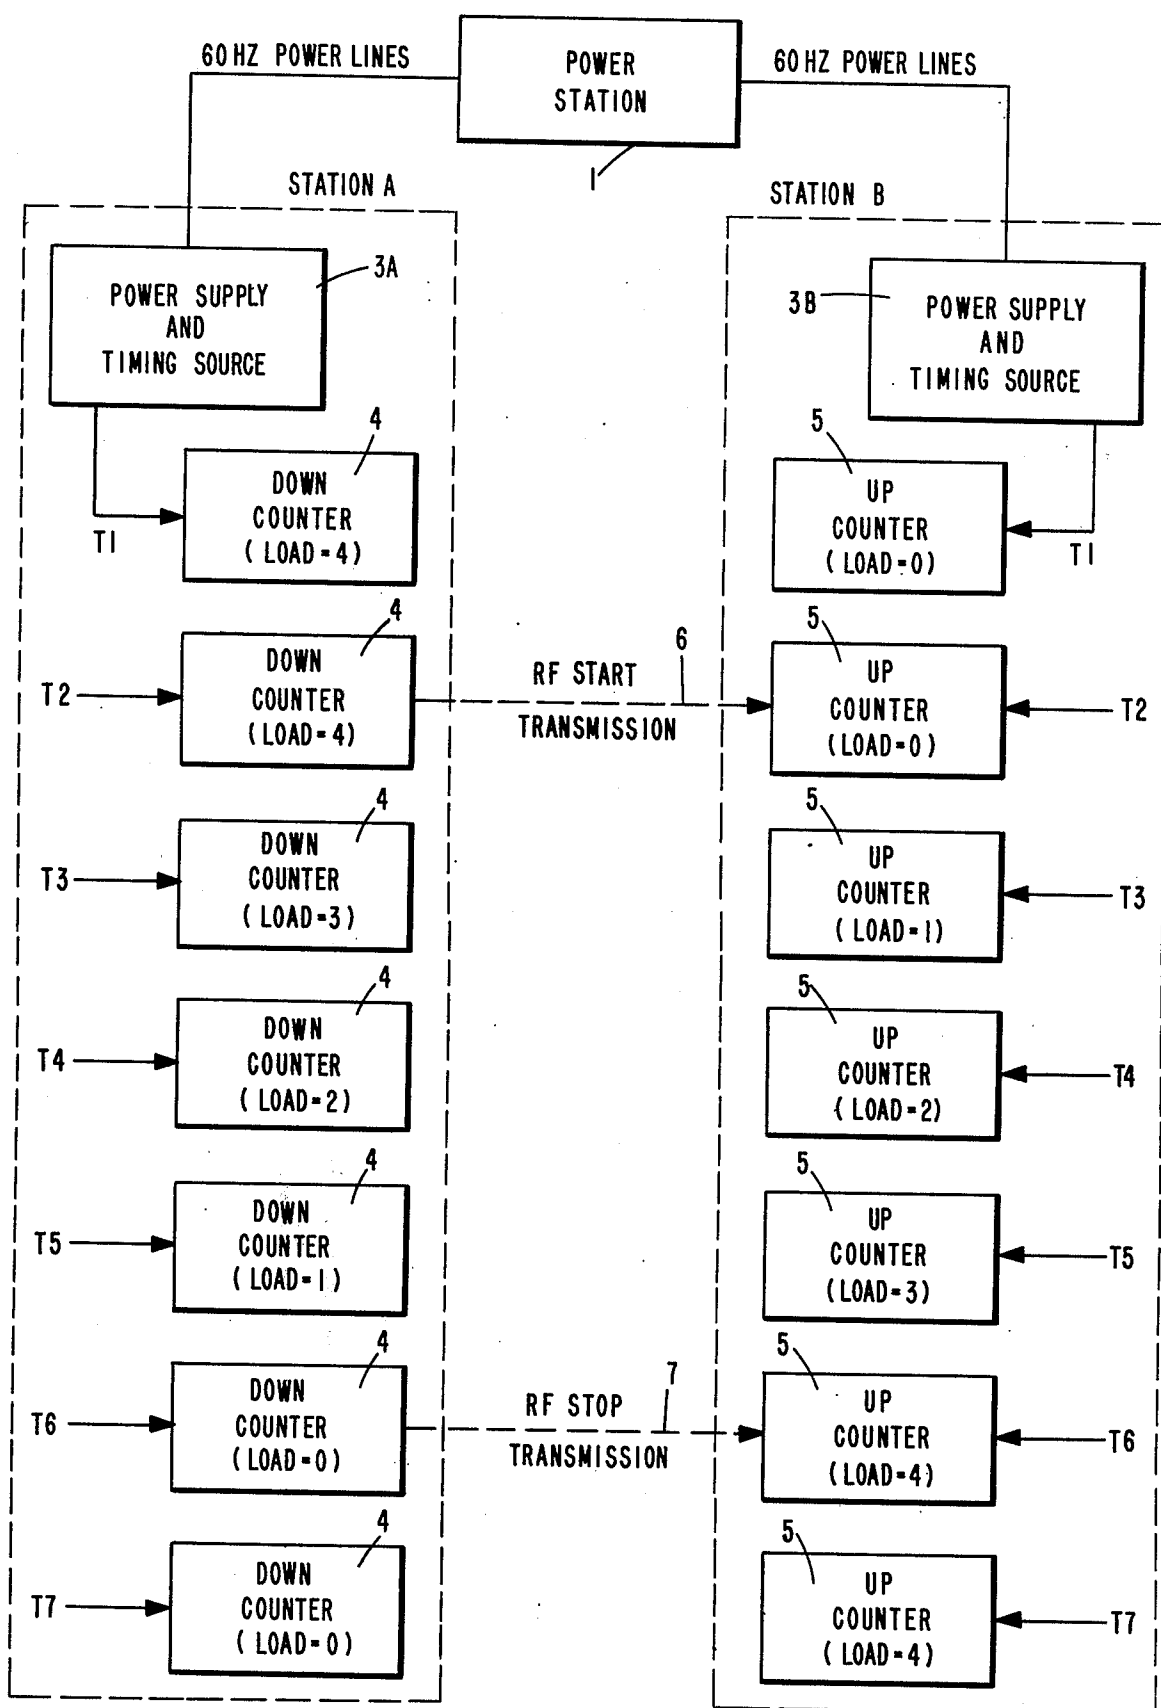 60 HZ POWER LINES
POWER
STATION
60 HZ POWER LINES
1
STATION A
STATION B
3A
POWER SUPPLY
AND
TIMING SOURCE
3B
POWER SUPPLY
AND
TIMING SOURCE
4
DOWN
COUNTER
(LOAD=4)
T1
5
UP
COUNTER
(LOAD=0)
T1
4
T2
DOWN
COUNTER
(LOAD=4)
RF START
TRANSMISSION
6
5
UP
COUNTER
(LOAD=0)
T2
4
T3
DOWN
COUNTER
(LOAD=3)
5
UP
COUNTER
(LOAD=1)
T3
4
T4
DOWN
COUNTER
(LOAD=2)
5
UP
COUNTER
(LOAD=2)
T4
4
T5
DOWN
COUNTER
(LOAD=1)
5
UP
COUNTER
(LOAD=3)
T5
4
T6
DOWN
COUNTER
(LOAD=0)
RF STOP
TRANSMISSION
7
5
UP
COUNTER
(LOAD=4)
T6
4
T7
DOWN
COUNTER
(LOAD=0)
5
UP
COUNTER
(LOAD=4)
T7